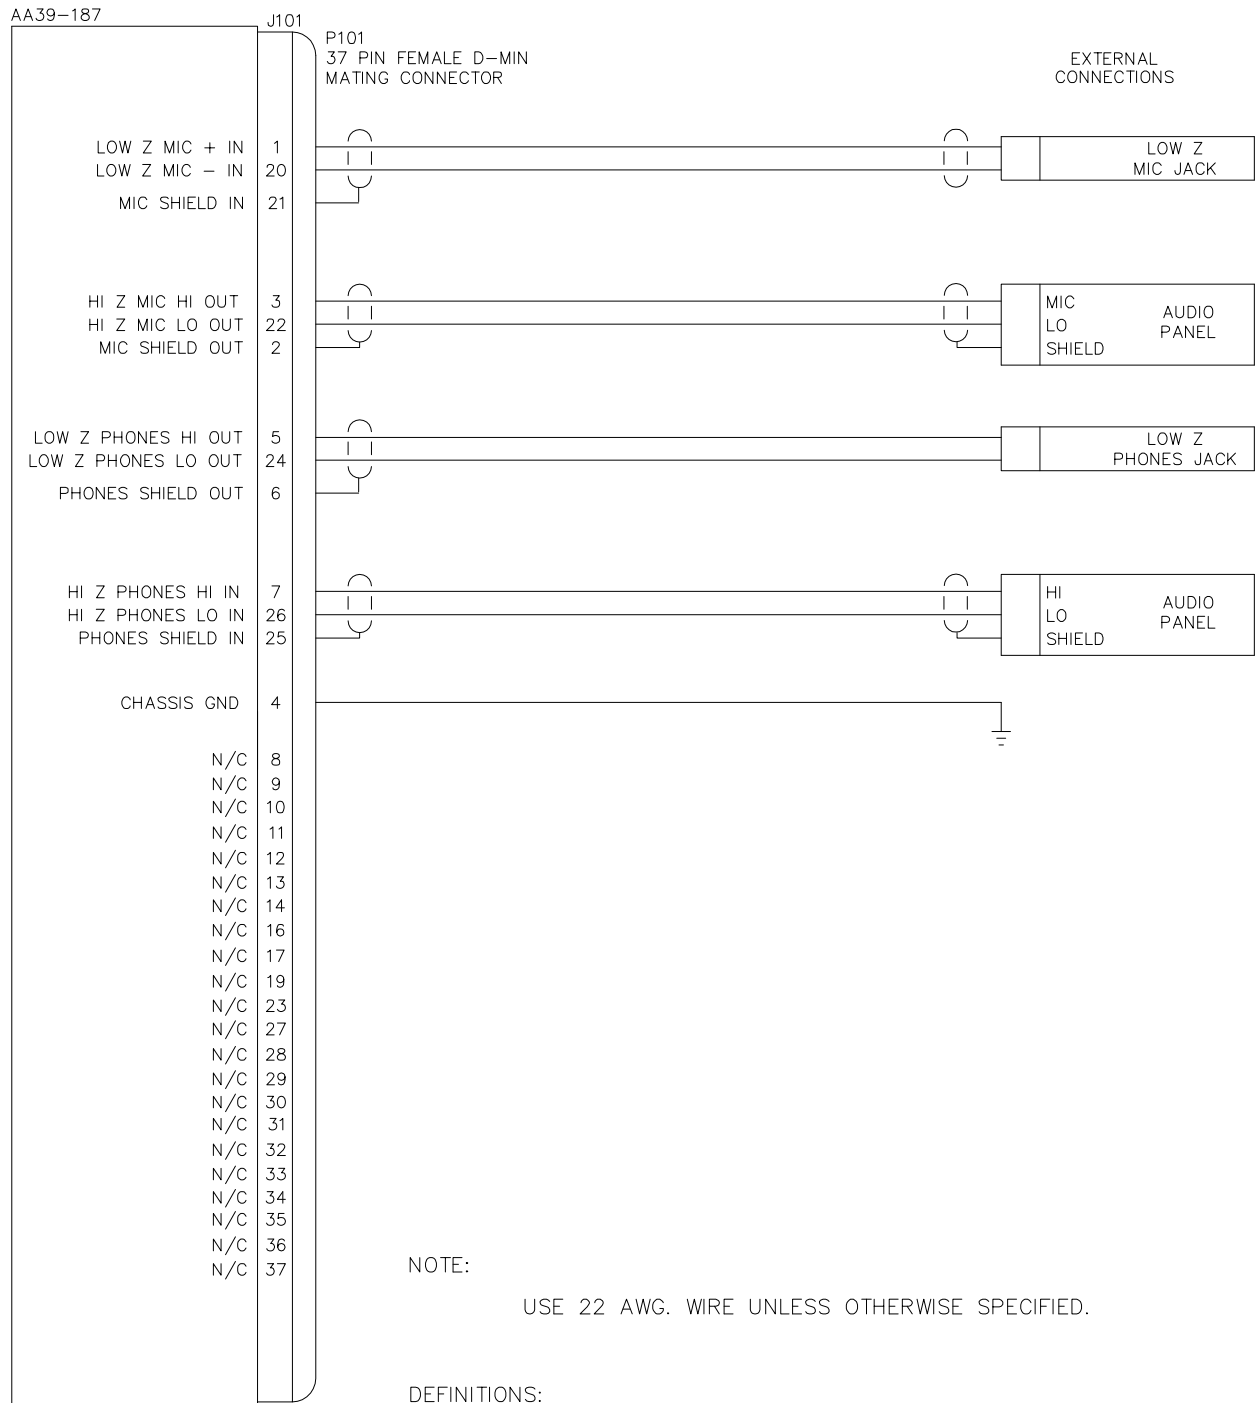 AA39-187
J101
P101
37 PIN FEMALE D-MIN
MATING CONNECTOR
EXTERNAL
CONNECTIONS
LOW Z MIC + IN 1
LOW Z MIC - IN 20
MIC SHIELD IN 21
LOW Z
MIC JACK
HI Z MIC HI OUT 3
HI Z MIC LO OUT 22
MIC SHIELD OUT 2
MIC
LO
SHIELD
AUDIO
PANEL
LOW Z PHONES HI OUT 5
LOW Z PHONES LO OUT 24
PHONES SHIELD OUT 6
LOW Z
PHONES JACK
HI Z PHONES HI IN 7
HI Z PHONES LO IN 26
PHONES SHIELD IN 25
HI
LO
SHIELD
AUDIO
PANEL
CHASSIS GND 4
N/C 8
N/C 9
N/C 10
N/C 11
N/C 12
N/C 13
N/C 14
N/C 16
N/C 17
N/C 19
N/C 23
N/C 27
N/C 28
N/C 29
N/C 30
N/C 31
N/C 32
N/C 33
N/C 34
N/C 35
N/C 36
N/C 37
NOTE:
USE 22 AWG. WIRE UNLESS OTHERWISE SPECIFIED.
DEFINITIONS: